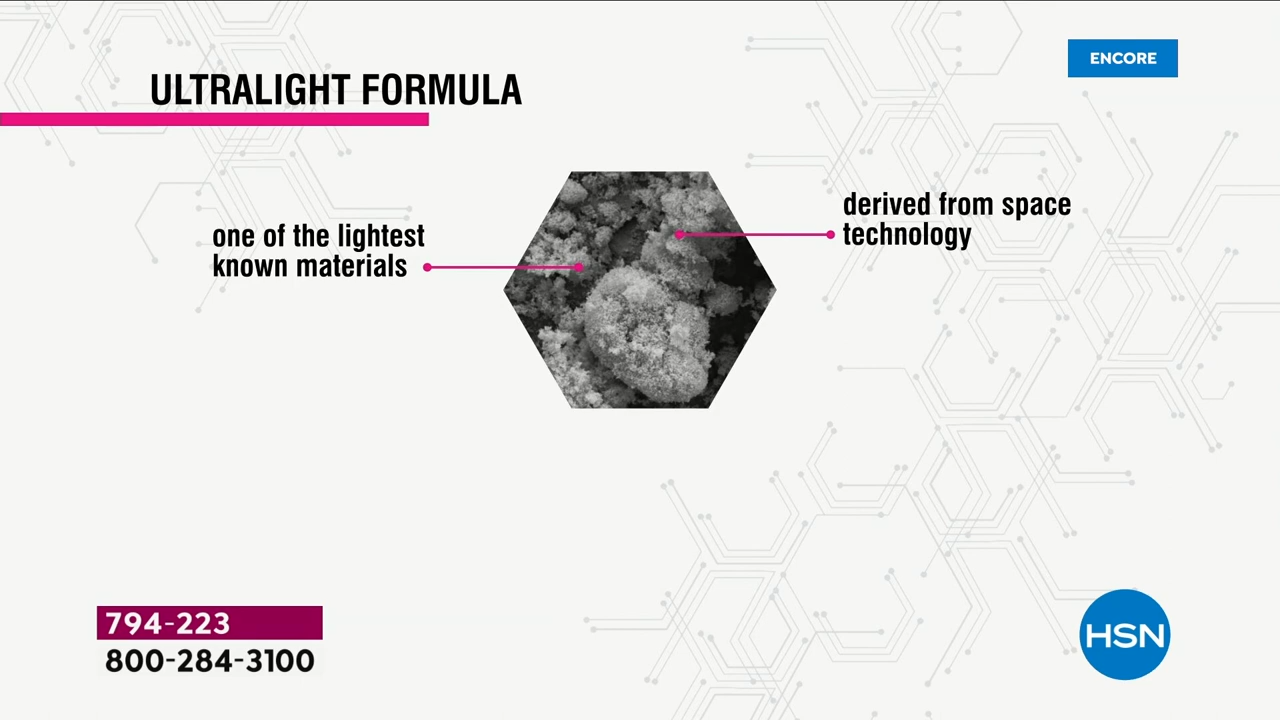 ULTRALIGHT FORMULA
ENCORE
one of the lightest
known materials
derived from space
technology
794-223
800-284-3100
HSN